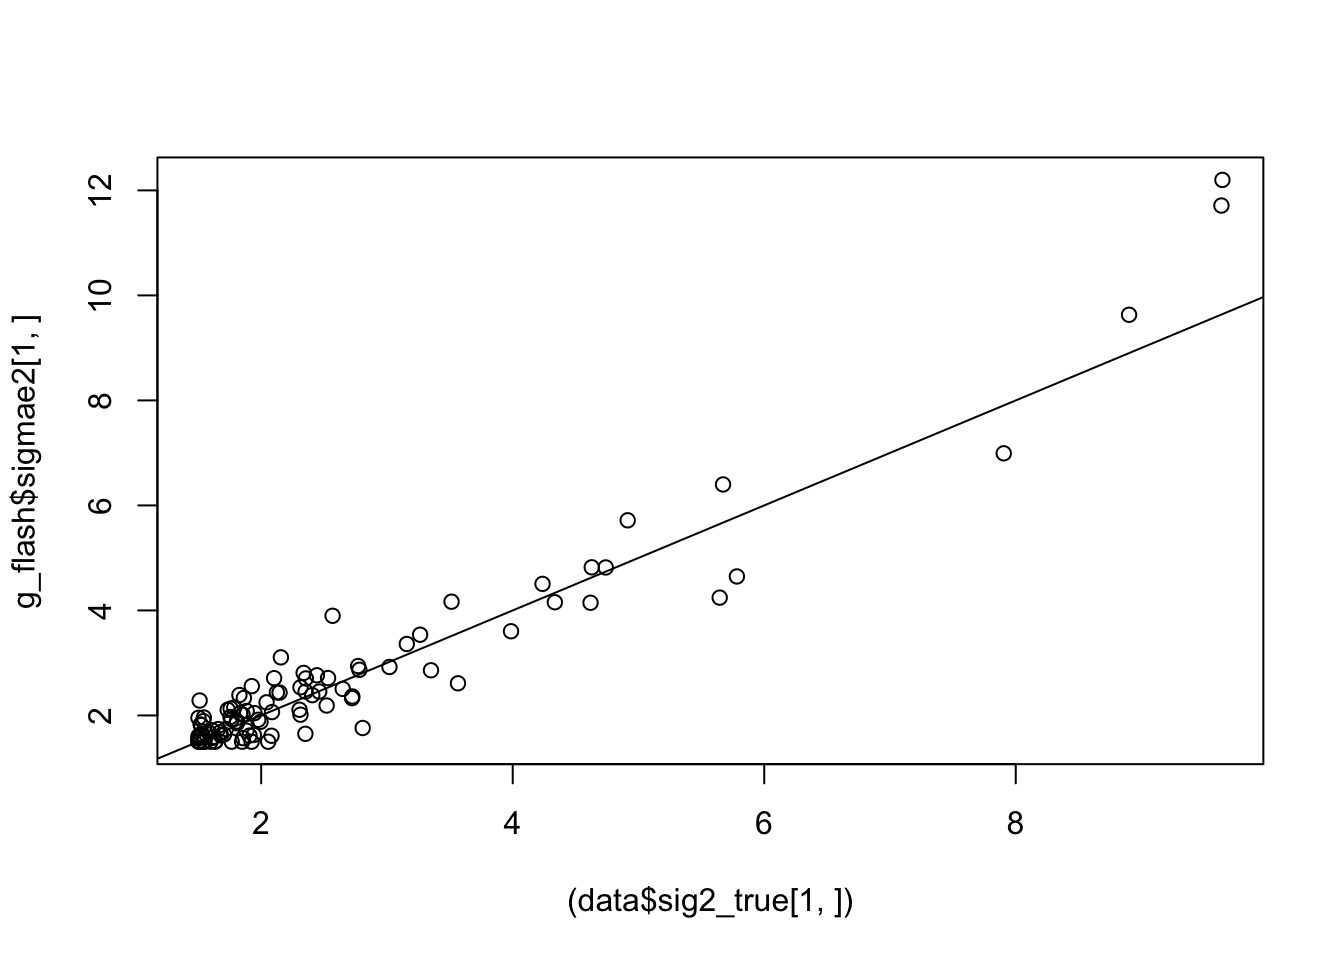 12
10
8
6
4
2
g_flash$sigmae2[1, ]
2 4 6 8
(data$sig2_true[1, ])